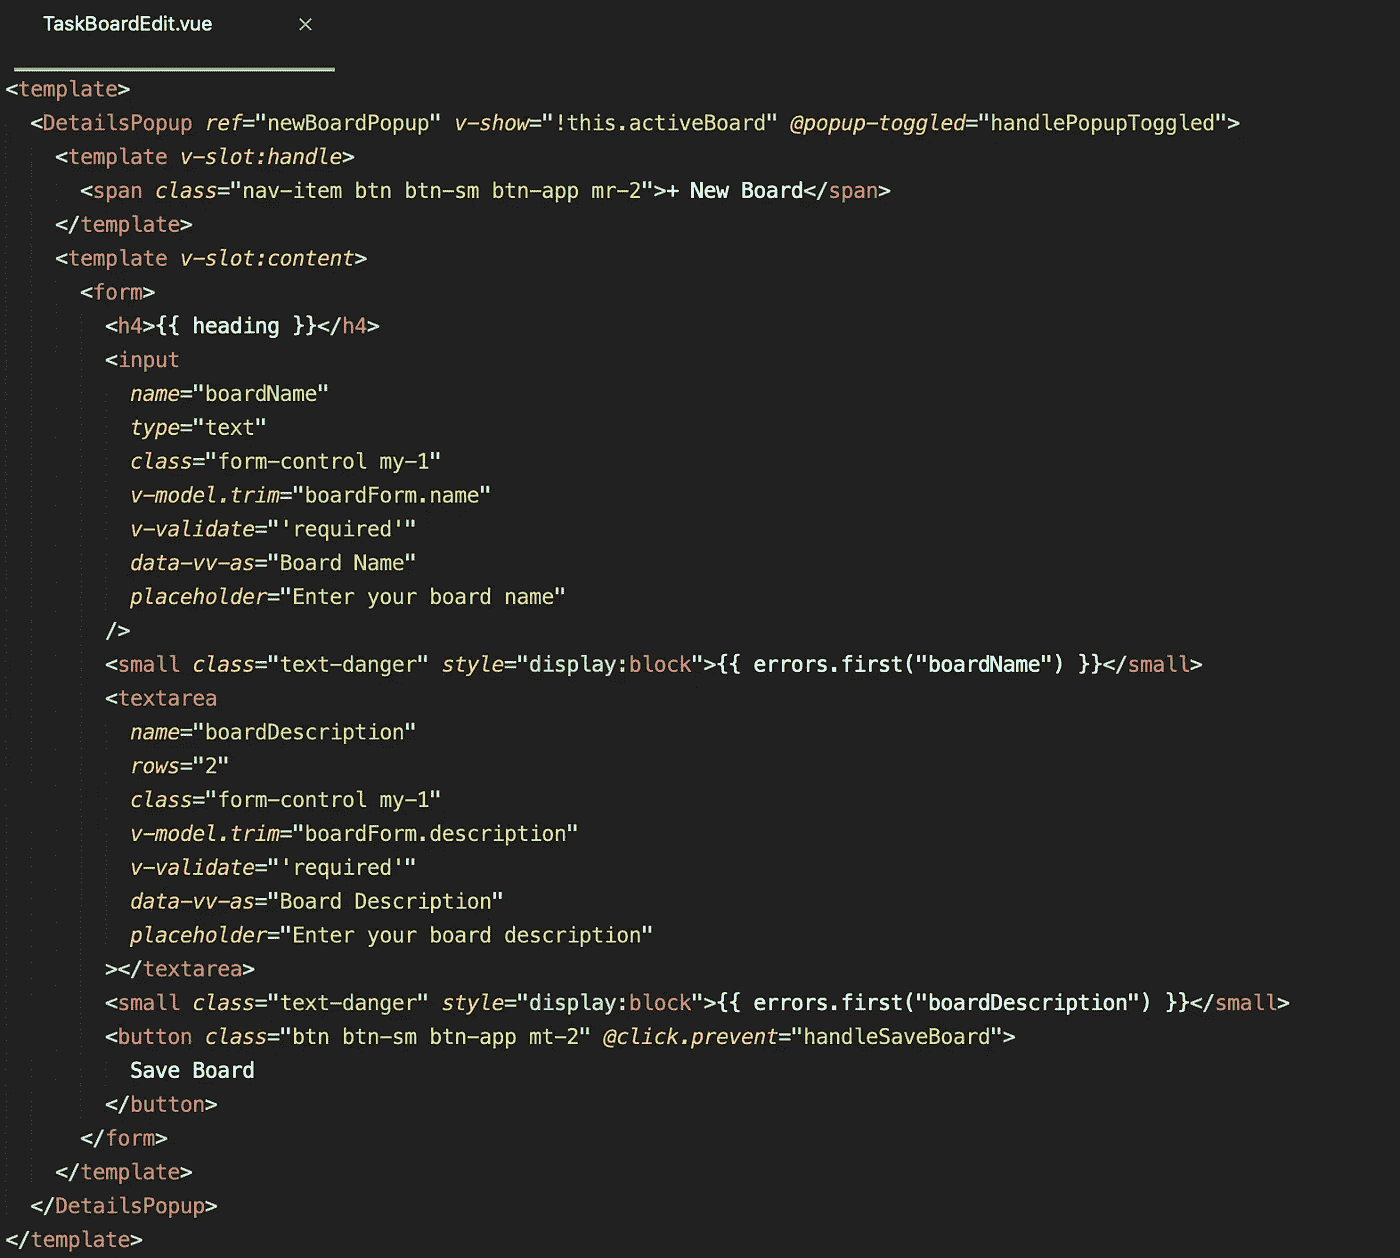 TaskBoardEdit.vue ×
<template>
<DetailsPopup ref="newBoardPopup" v-show="!this.activeBoard" @popup-toggled="handlePopupToggled">
<template v-slot:handle>
<span class="nav-item btn btn-sm btn-app mr-2">+ New Board</span>
</template>
<template v-slot:content>
<form>
<h4>{{ heading }}</h4>
<input
name="boardName"
type="text"
class="form-control my-1"
v-model.trim="boardForm.name"
v-validate="'required'"
data-vv-as="Board Name"
placeholder="Enter your board name"
/>
<small class="text-danger" style="display:block">{{ errors.first("boardName") }}</small>
<textarea
name="boardDescription"
rows="2"
class="form-control my-1"
v-model.trim="boardForm.description"
v-validate="'required'"
data-vv-as="Board Description"
placeholder="Enter your board description"
></textarea>
<small class="text-danger" style="display:block">{{ errors.first("boardDescription") }}</small>
<button class="btn btn-sm btn-app mt-2" @click.prevent="handleSaveBoard">
Save Board
</button>
</form>
</template>
</DetailsPopup>
</template>